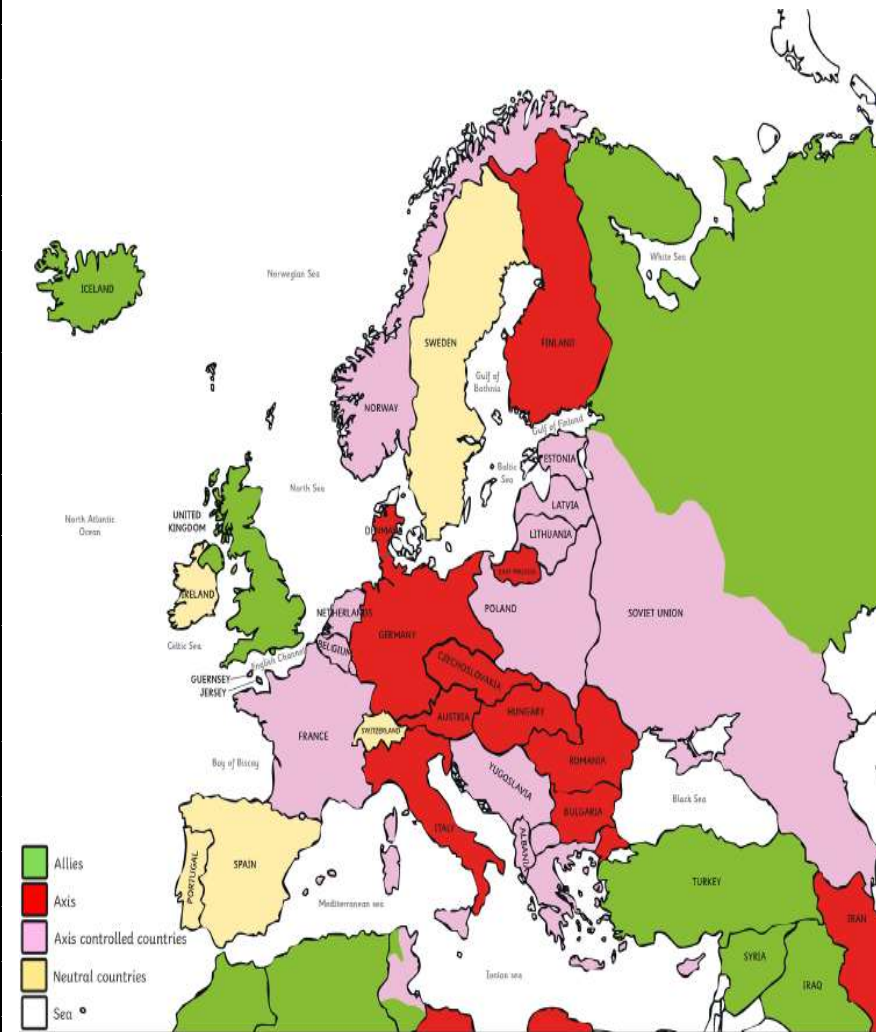 ICELAND
Norwegian Sea
White Sea
SWEDEN
FINLAND
Gulf of
Bothnia
NORWAY
Gulf of Finland
ESTONIA
Baltic
Sea
North Sea
LATVIA
LITHUANIA
North Atlantic
Ocean
UNITED
KINGDOM
DENMARK
EAST PRUSSIA
IRELAND
NETHERLANDS
POLAND
SOVIET UNION
GERMANY
Celtic Sea
English Channel
BELGIUM
CZECHOSLOVAKIA
GUERNSEY
JERSEY
AUSTRIA
HUNGARY
FRANCE
SWITZERLAND
ROMANIA
Bay of Biscay
YUGOSLAVIA
Black Sea
BULGARIA
ITALY
ALBANIA
PORTUGAL
SPAIN
TURKEY
Mediterranean sea
IRAN
SYRIA
Ionian sea
IRAQ
Allies
Axis
Axis controlled countries
Neutral countries
Sea